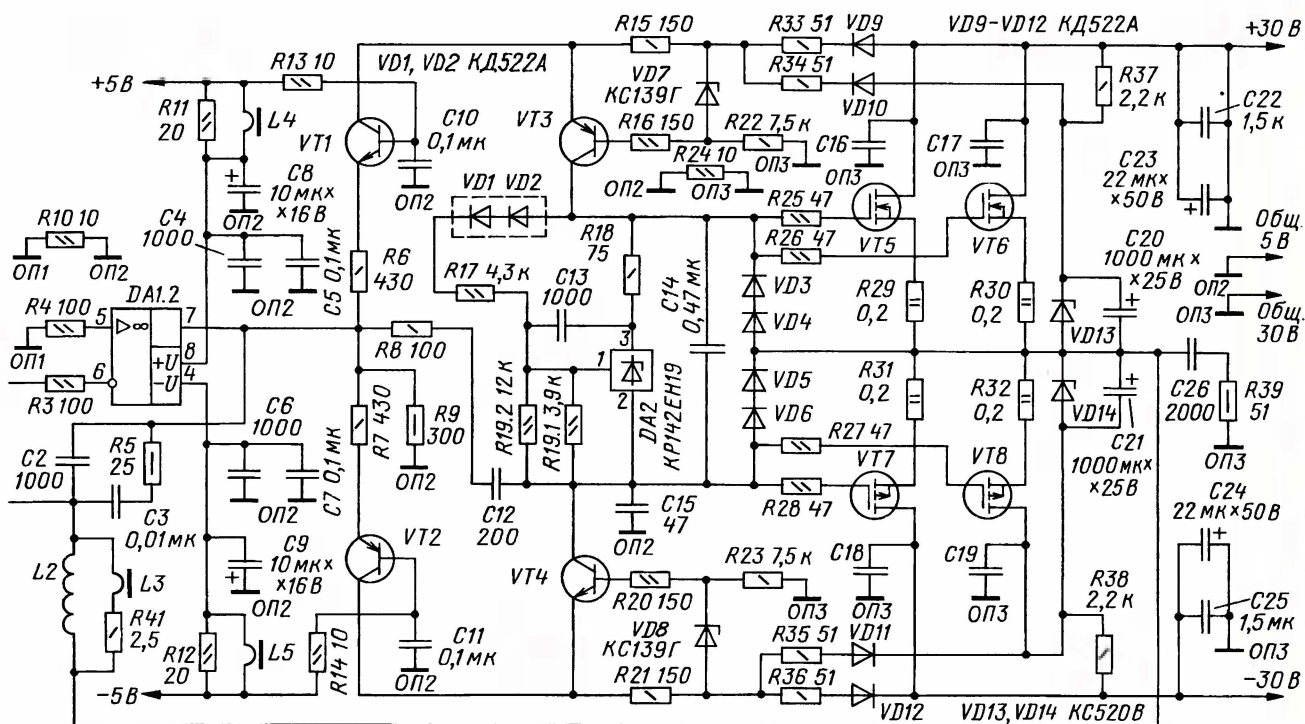 R15 150
R33 51
VD9
VD9-VD12 КД522А
+30 В
R13 10
VD1, VD2 КД522А
+5В
R11
20
L4
VT1
C10
0,1мк
ОП2
VT3
VD7
КС139Г
R34 51
VD10
R37
2,2 к
C22
1,5 к
R16 150
R22 7,5 к
ОП3
C16
ОП3
C17
ОП3
R24 10
ОП2
ОП3
C8
10 мк×
×16 В
ОП2
VD1 VD2
C23
22 мк×
×50 В
R10 10
ОП1
ОП2
C4
1000
C5 0,1мк
ОП2
R6
430
R18
75
R25 47
VT5
VT6
R26 47
Общ.
5 В
ОП2
C20
1000 мк ×
×25 В
R17 4,3 к
C13
1000
C14
0,47 мк
VD3
VD4
R29
0,2
R30
0,2
VD13
Общ.
30 В
ОП3
R4 100
ОП1
DA1.2
5
7
8
+U
-U
4
6
R3 100
R8 100
3
1
2
DA2
КР142ЕН19
VD5
VD6
R31
0,2
R32
0,2
VD14
C26
2000
R39
51
ОП3
C21
1000 мк×
×25 В
R19.2 12 к
R19.1 3,9 к
R7 430
R9
300
ОП2
C6
1000
C7 0,1 мк
ОП2
C2
1000
R5
25
C3
0,01 мк
C12
200
C15
47
ОП2
R27 47
VT7
VT8
R28 47
C24
22 мк×50 В
L2
L3
R41
2,5
C9
10 мк×
×16 В
ОП2
VT2
VT4
R23 7,5 к
ОП3
C18
ОП3
C19
ОП3
R38
2,2 к
R20 150
VD8
КС139Г
R35 51
VD11
C25
1,5 мк
ОП3
R12
20
L5
R14 10
C11
0,1 мк
ОП2
-5 В
R21 150
R36 51
VD12
VD13, VD14 КС520В
-30 В